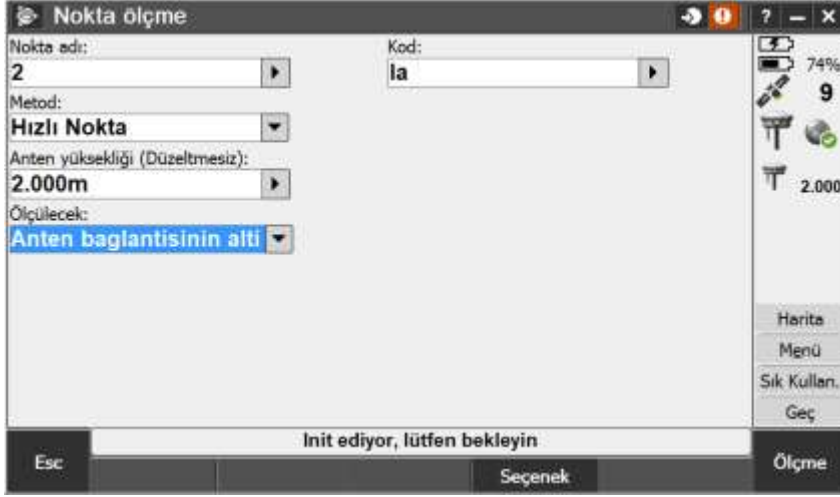 Nokta ölçme
? – x
Nokta adı:
2
Kod:
la
Metod:
Hızlı Nokta
Anten yüksekliği (Düzeltmesiz):
2.000m
Ölçülecek:
Anten baglantisinin alti
74%
9
2.000
Harita
Menü
Sık Kullan.
Geç
Init ediyor, lütfen bekleyin
Esc
Seçenek
Ölçme